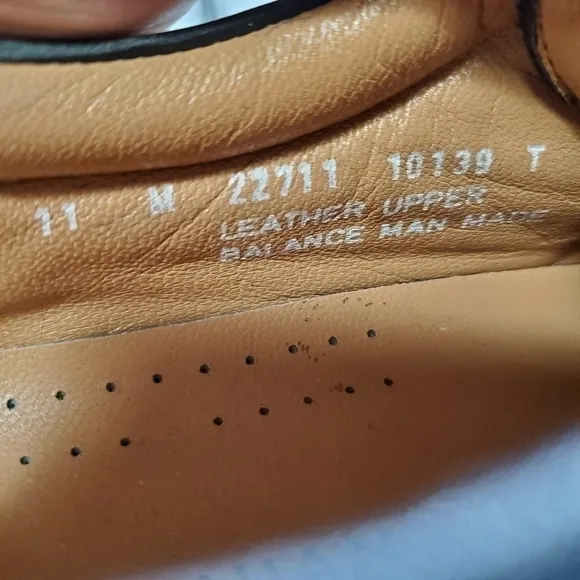 11 M 22711 10139 T
LEATHER UPPER
BALANCE MAN MADE